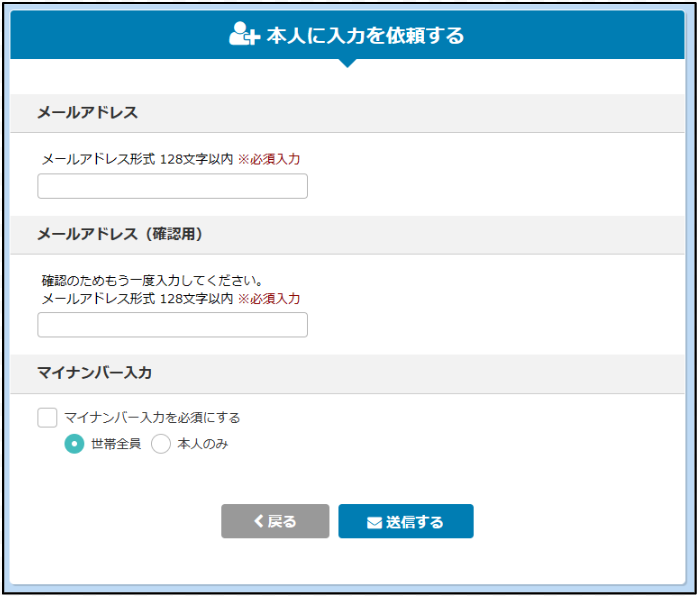 本人に入力を依頼する
メールアドレス
メールアドレス形式 128文字以内 ※必須入力
メールアドレス（確認用）
確認のためもう一度入力してください。
メールアドレス形式 128文字以内 ※必須入力
マイナンバー入力
マイナンバー入力を必須にする
世帯全員 本人のみ
戻る 送信する